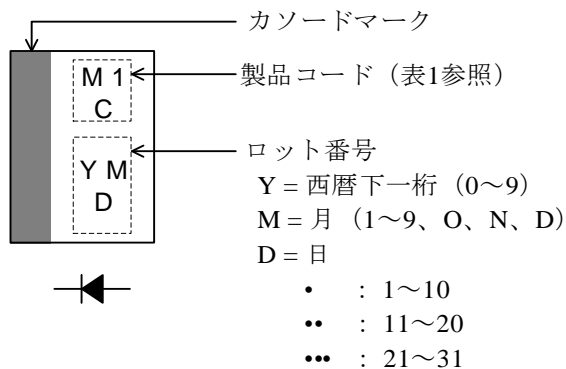 カソードマーク
M 1
C
製品コード（表1参照）
ロット番号
Y M
D
Y = 西暦下一桁（0～9）
M = 月（1～9、O、N、D）
D = 日
• : 1～10
•• : 11～20
••• : 21～31